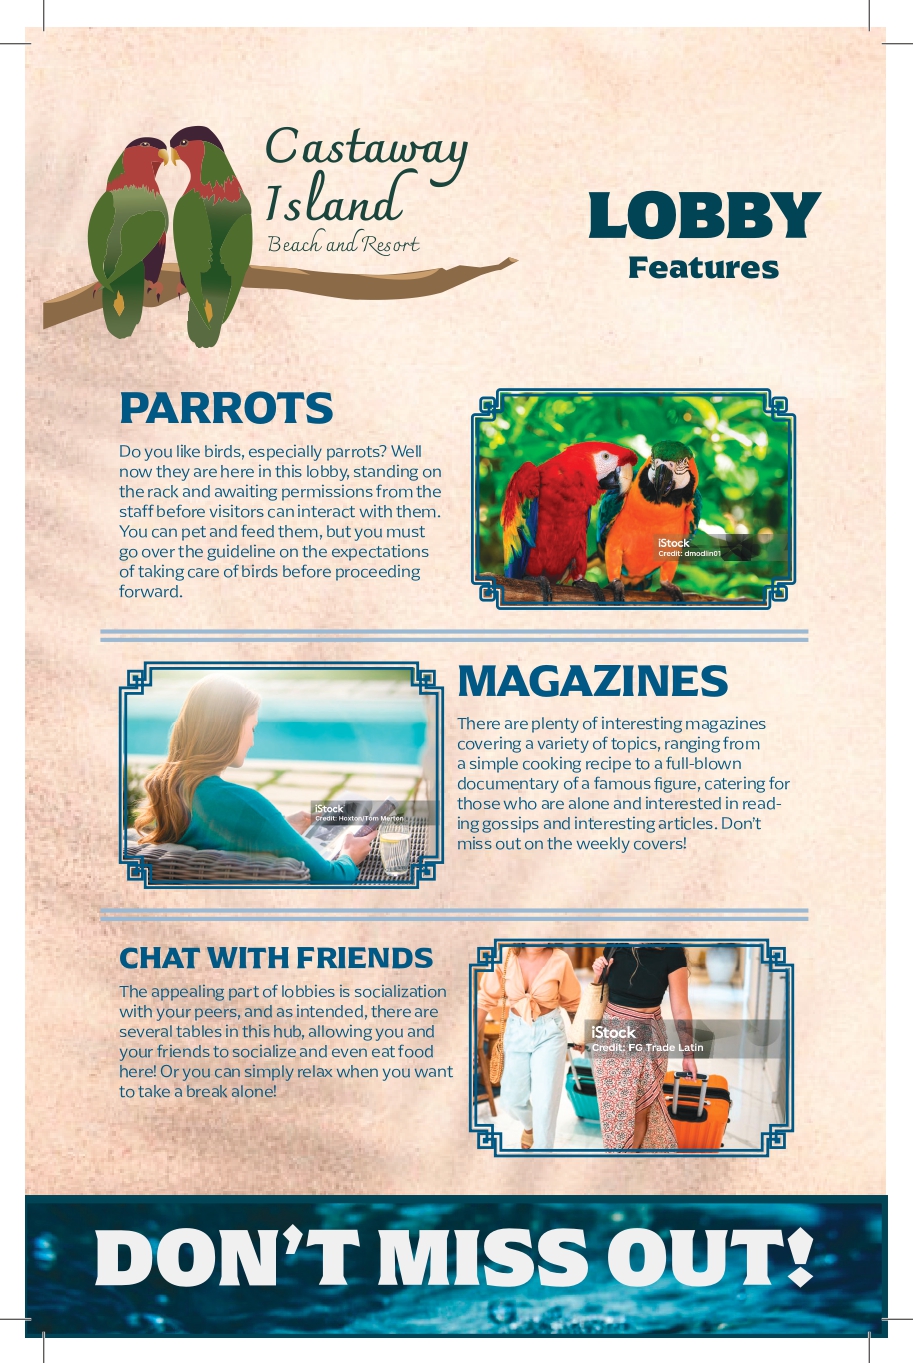 Castaway
Island
Beach and Resort
LOBBY
Features
PARROTS
Do you like birds, especially parrots? Well
now they are here in this lobby, standing on
the rack and awaiting permissions from the
staff before visitors can interact with them.
You can pet and feed them, but you must
go over the guideline on the expectations
of taking care of birds before proceeding
forward.
iStock
Credit: dmodlin01
MAGAZINES
There are plenty of interesting magazines
covering a variety of topics, ranging from
a simple cooking recipe to a full-blown
documentary of a famous figure, catering for
those who are alone and interested in read-
ing gossips and interesting articles. Don’t
miss out on the weekly covers!
iStock
Credit: Hoxton/Tom Merton
CHAT WITH FRIENDS
The appealing part of lobbies is socialization
with your peers, and as intended, there are
several tables in this hub, allowing you and
your friends to socialize and even eat food
here! Or you can simply relax when you want
to take a break alone!
iStock
Credit: FG Trade Latin
DON’T MISS OUT!